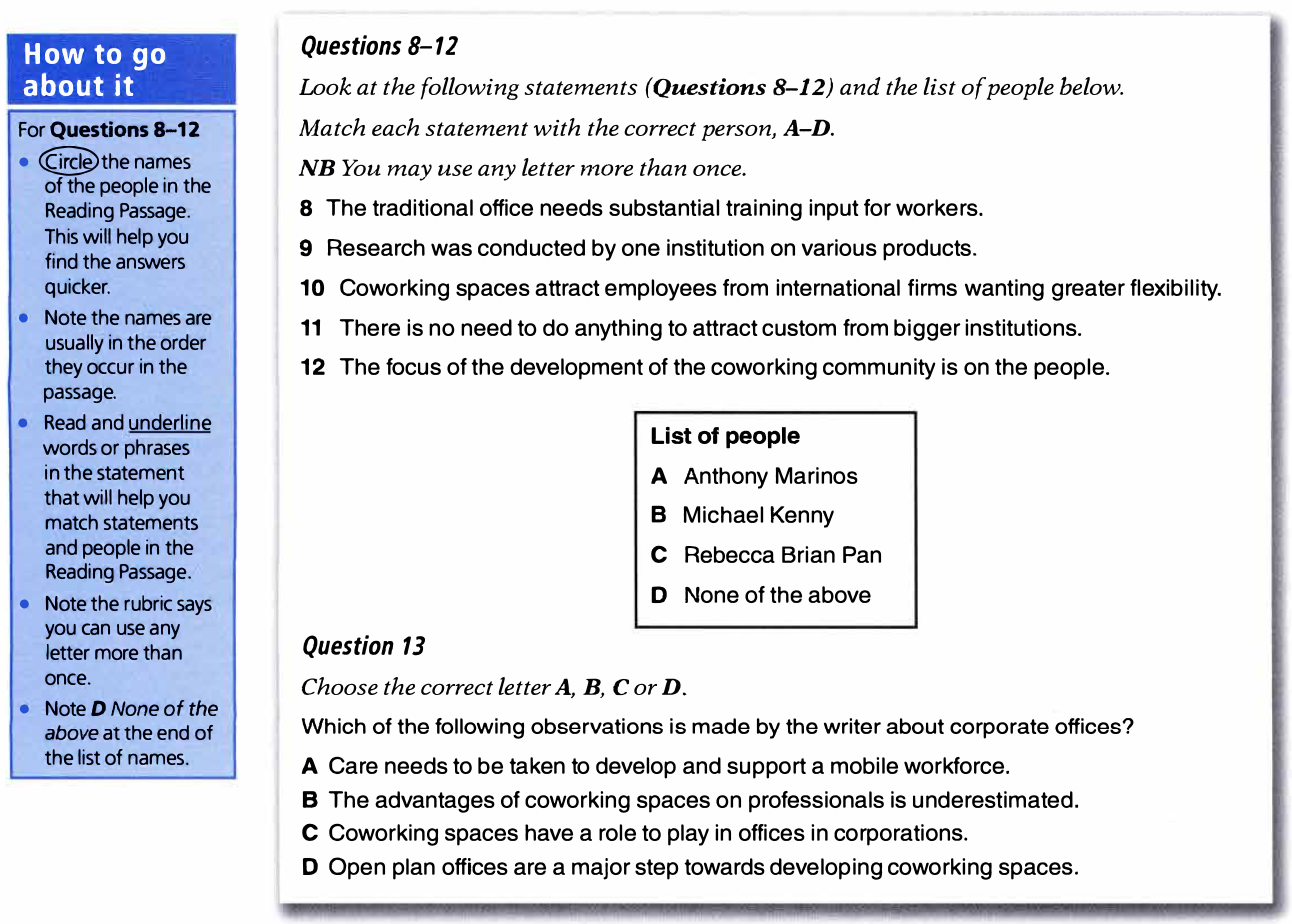 How to go
about it
For Questions 8–12
• Circle the names
of the people in the
Reading Passage.
This will help you
find the answers
quicker.
• Note the names are
usually in the order
they occur in the
passage.
• Read and underline
words or phrases
in the statement
that will help you
match statements
and people in the
Reading Passage.
• Note the rubric says
you can use any
letter more than
once.
• Note D None of the
above at the end of
the list of names.
Questions 8–12
Look at the following statements (Questions 8–12) and the list of people below.
Match each statement with the correct person, A–D.
NB You may use any letter more than once.
8 The traditional office needs substantial training input for workers.
9 Research was conducted by one institution on various products.
10 Coworking spaces attract employees from international firms wanting greater flexibility.
11 There is no need to do anything to attract custom from bigger institutions.
12 The focus of the development of the coworking community is on the people.
List of people
A Anthony Marinos
B Michael Kenny
C Rebecca Brian Pan
D None of the above
Question 13
Choose the correct letter A, B, C or D.
Which of the following observations is made by the writer about corporate offices?
A Care needs to be taken to develop and support a mobile workforce.
B The advantages of coworking spaces on professionals is underestimated.
C Coworking spaces have a role to play in offices in corporations.
D Open plan offices are a major step towards developing coworking spaces.